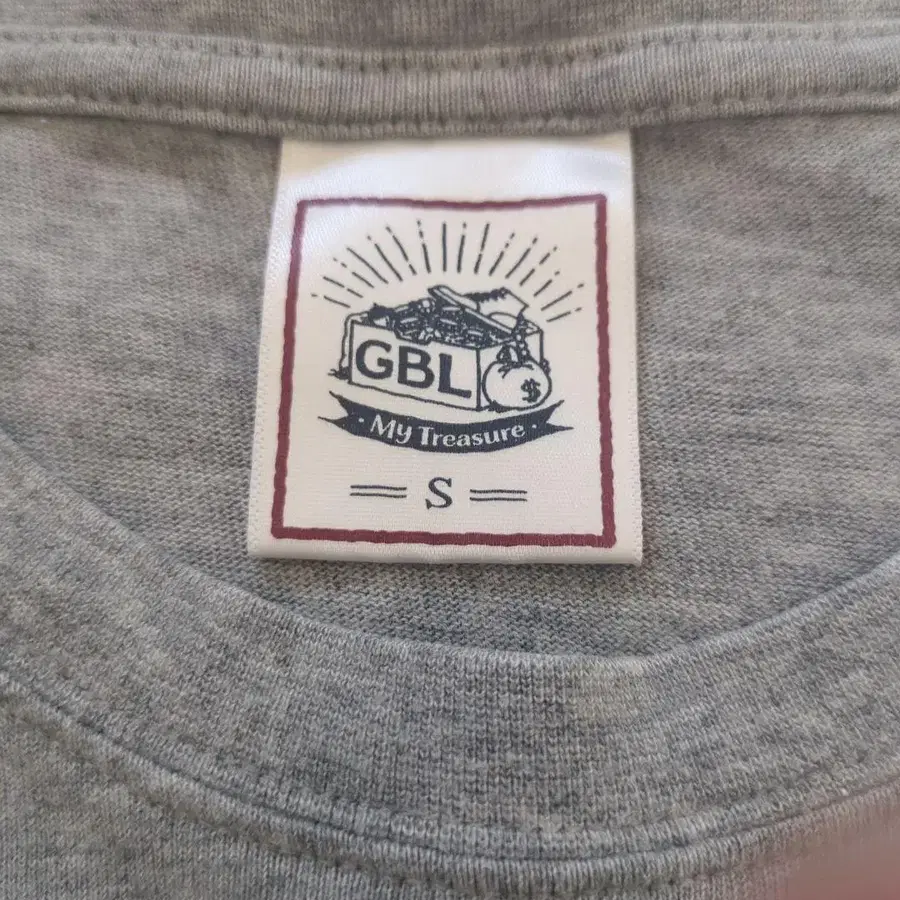 GBL
$
· My Treasure ·
S